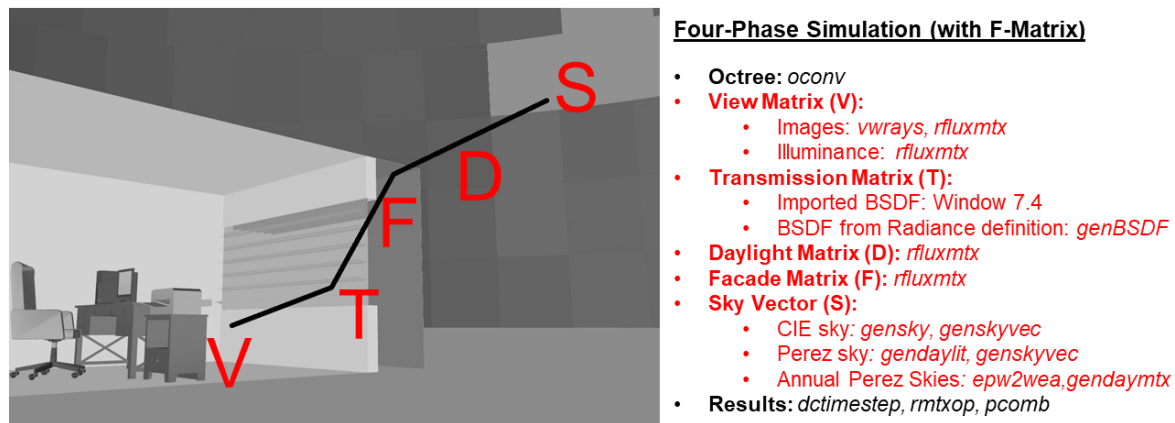 S
D
F
T
V
Four-Phase Simulation (with F-Matrix)
• Octree: oconv
• View Matrix (V):
• Images: vwrays, rfluxmtx
• Illuminance: rfluxmtx
• Transmission Matrix (T):
• Imported BSDF: Window 7.4
• BSDF from Radiance definition: genBSDF
• Daylight Matrix (D): rfluxmtx
• Facade Matrix (F): rfluxmtx
• Sky Vector (S):
• CIE sky: gensky, genskyvec
• Perez sky: gendaylit, genskyvec
• Annual Perez Skies: epw2wea,gendaymtx
• Results: dctimestep, rmtxop, pcomb